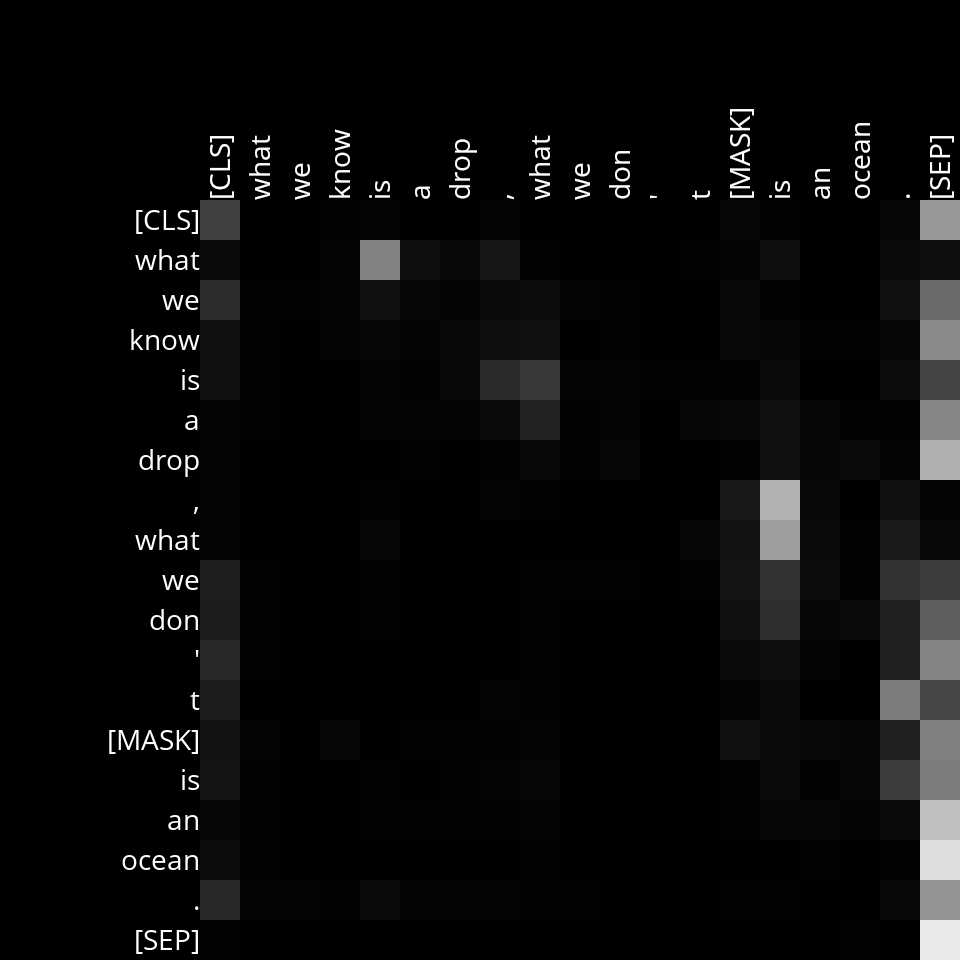 [CLS] what we know is a drop , what we don ' t [MASK] is an ocean . [SEP]
[CLS]
what
we
know
is
a
drop
,
what
we
don
'
t
[MASK]
is
an
ocean
.
[SEP]